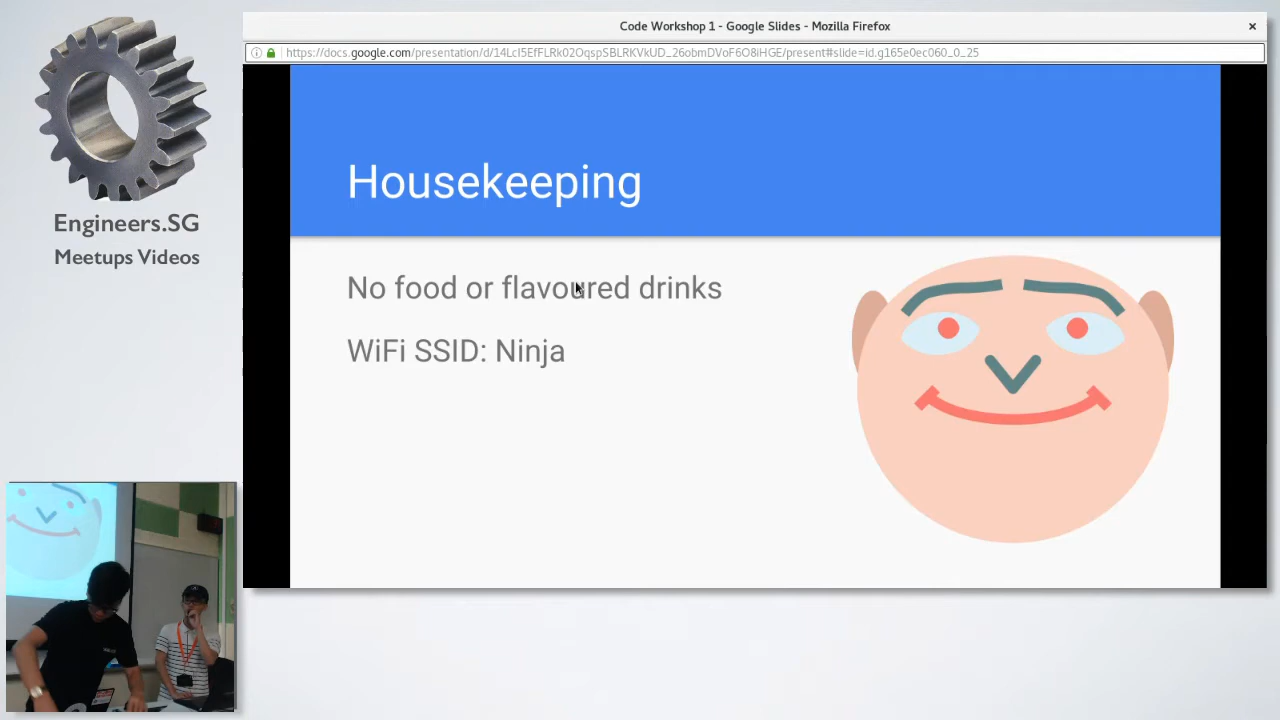 Code Workshop 1 - Google Slides - Mozilla Firefox
https://docs.google.com/presentation/d/14LcI5EfFLRk02OqspSBLRKVkUD_26obmDVoF6O8iHGE/present#slide=id.g165e0ec060_0_25
Engineers.SG
Meetups Videos
Housekeeping
No food or flavoured drinks
WiFi SSID: Ninja